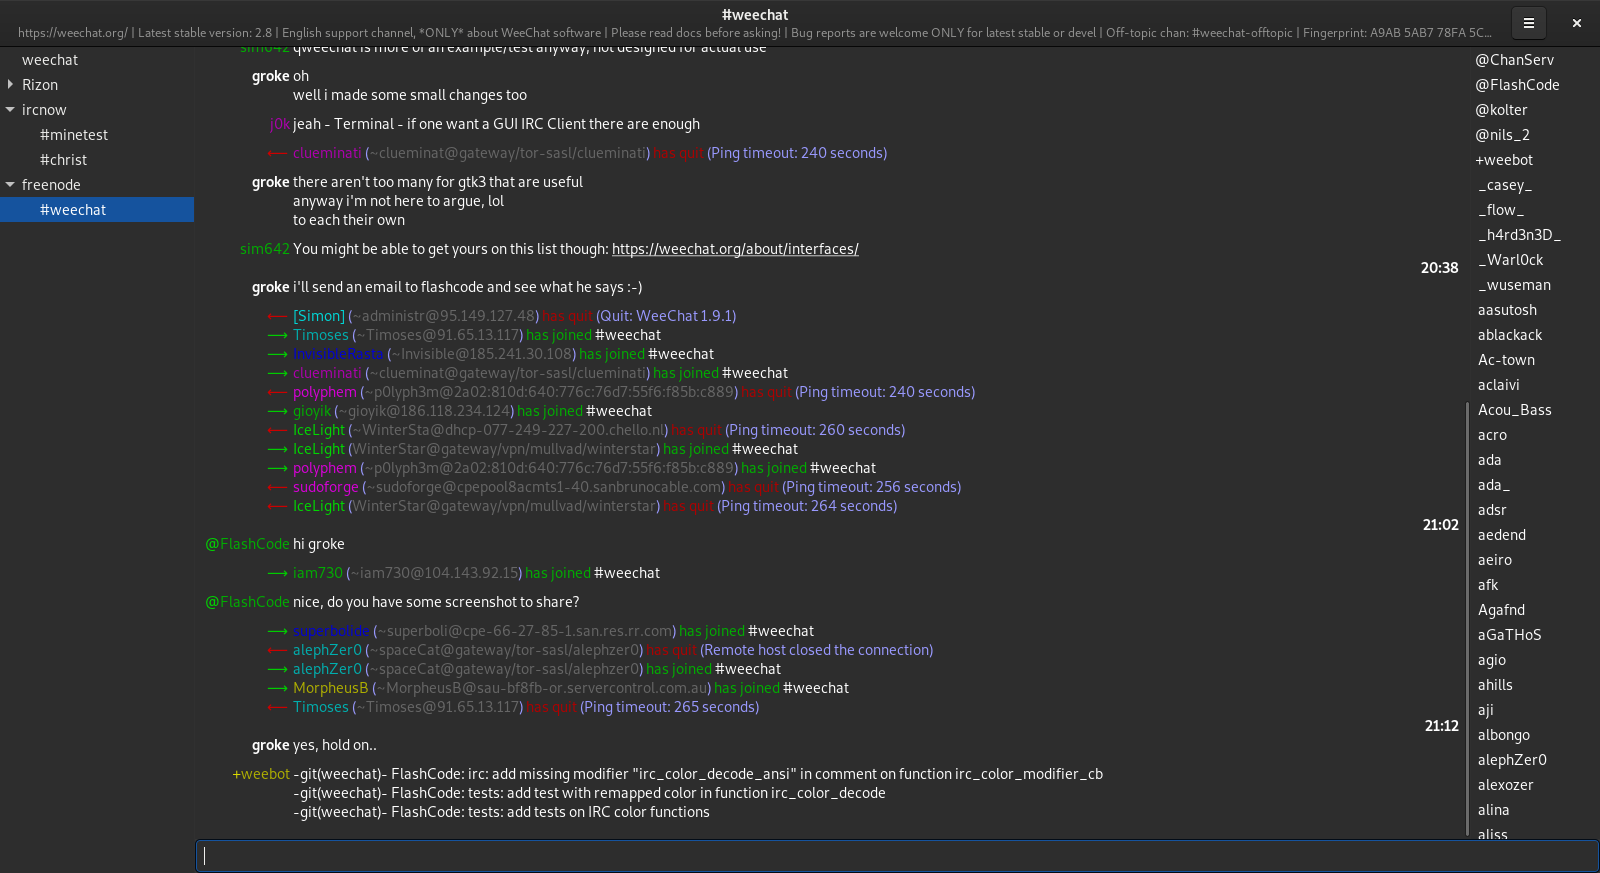 #weechat
https://weechat.org/ | Latest stable version: 2.8 | English support channel, *ONLY* about WeeChat software | Please read docs before asking! | Bug reports are welcome ONLY for latest stable or devel | Off-topic chan: #weechat-offtopic | Fingerprint: A9AB 5AB7 78FA 5C...
weechat
Rizon
ircnow
#minetest
#christ
freenode
#weechat
sim642 qweechat is more of an example/test anyway, not designed for actual use
groke oh
well i made some small changes too
j0k jeah - Terminal - if one want a GUI IRC Client there are enough
⟵ clueminati (~clueminat@gateway/tor-sasl/clueminati) has quit (Ping timeout: 240 seconds)
groke there aren't too many for gtk3 that are useful
anyway i'm not here to argue, lol
to each their own
sim642 You might be able to get yours on this list though: https://weechat.org/about/interfaces/
20:38
groke i'll send an email to flashcode and see what he says :-)
⟵ [Simon] (~administr@95.149.127.48) has quit (Quit: WeeChat 1.9.1)
⟶ Timoses (~Timoses@91.65.13.117) has joined #weechat
⟶ InvisibleRasta (~Invisible@185.241.30.108) has joined #weechat
⟶ clueminati (~clueminat@gateway/tor-sasl/clueminati) has joined #weechat
⟵ polyphem (~p0lyph3m@2a02:810d:640:776c:76d7:55f6:f85b:c889) has quit (Ping timeout: 240 seconds)
⟶ gioyik (~gioyik@186.118.234.124) has joined #weechat
⟵ IceLight (~WinterSta@dhcp-077-249-227-200.chello.nl) has quit (Ping timeout: 260 seconds)
⟶ IceLight (WinterStar@gateway/vpn/mullvad/winterstar) has joined #weechat
⟶ polyphem (~p0lyph3m@2a02:810d:640:776c:76d7:55f6:f85b:c889) has joined #weechat
⟵ sudoforge (~sudoforge@cpepool8acmts1-40.sanbrunocable.com) has quit (Ping timeout: 256 seconds)
⟵ IceLight (WinterStar@gateway/vpn/mullvad/winterstar) has quit (Ping timeout: 264 seconds)
21:02
@FlashCode hi groke
⟶ iam730 (~iam730@104.143.92.15) has joined #weechat
@FlashCode nice, do you have some screenshot to share?
⟶ superbolide (~superboli@cpe-66-27-85-1.san.res.rr.com) has joined #weechat
⟵ alephZer0 (~spaceCat@gateway/tor-sasl/alephzer0) has quit (Remote host closed the connection)
⟶ alephZer0 (~spaceCat@gateway/tor-sasl/alephzer0) has joined #weechat
⟶ MorpheusB (~MorpheusB@sau-bf8fb-or.servercontrol.com.au) has joined #weechat
⟵ Timoses (~Timoses@91.65.13.117) has quit (Ping timeout: 265 seconds)
21:12
groke yes, hold on..
+weebot -git(weechat)- FlashCode: irc: add missing modifier "irc_color_decode_ansi" in comment on function irc_color_modifier_cb
-git(weechat)- FlashCode: tests: add test with remapped color in function irc_color_decode
-git(weechat)- FlashCode: tests: add tests on IRC color functions
@ChanServ
@FlashCode
@kolter
@nils_2
+weebot
_casey_
_flow_
_h4rd3n3D_
_Warl0ck
_wuseman
aasutosh
ablackack
Ac-town
aclaivi
Acou_Bass
acro
ada
ada_
adsr
aedend
aeiro
afk
Agafnd
aGaTHoS
agio
ahills
aji
albongo
alephZer0
alexozer
alina
aliss